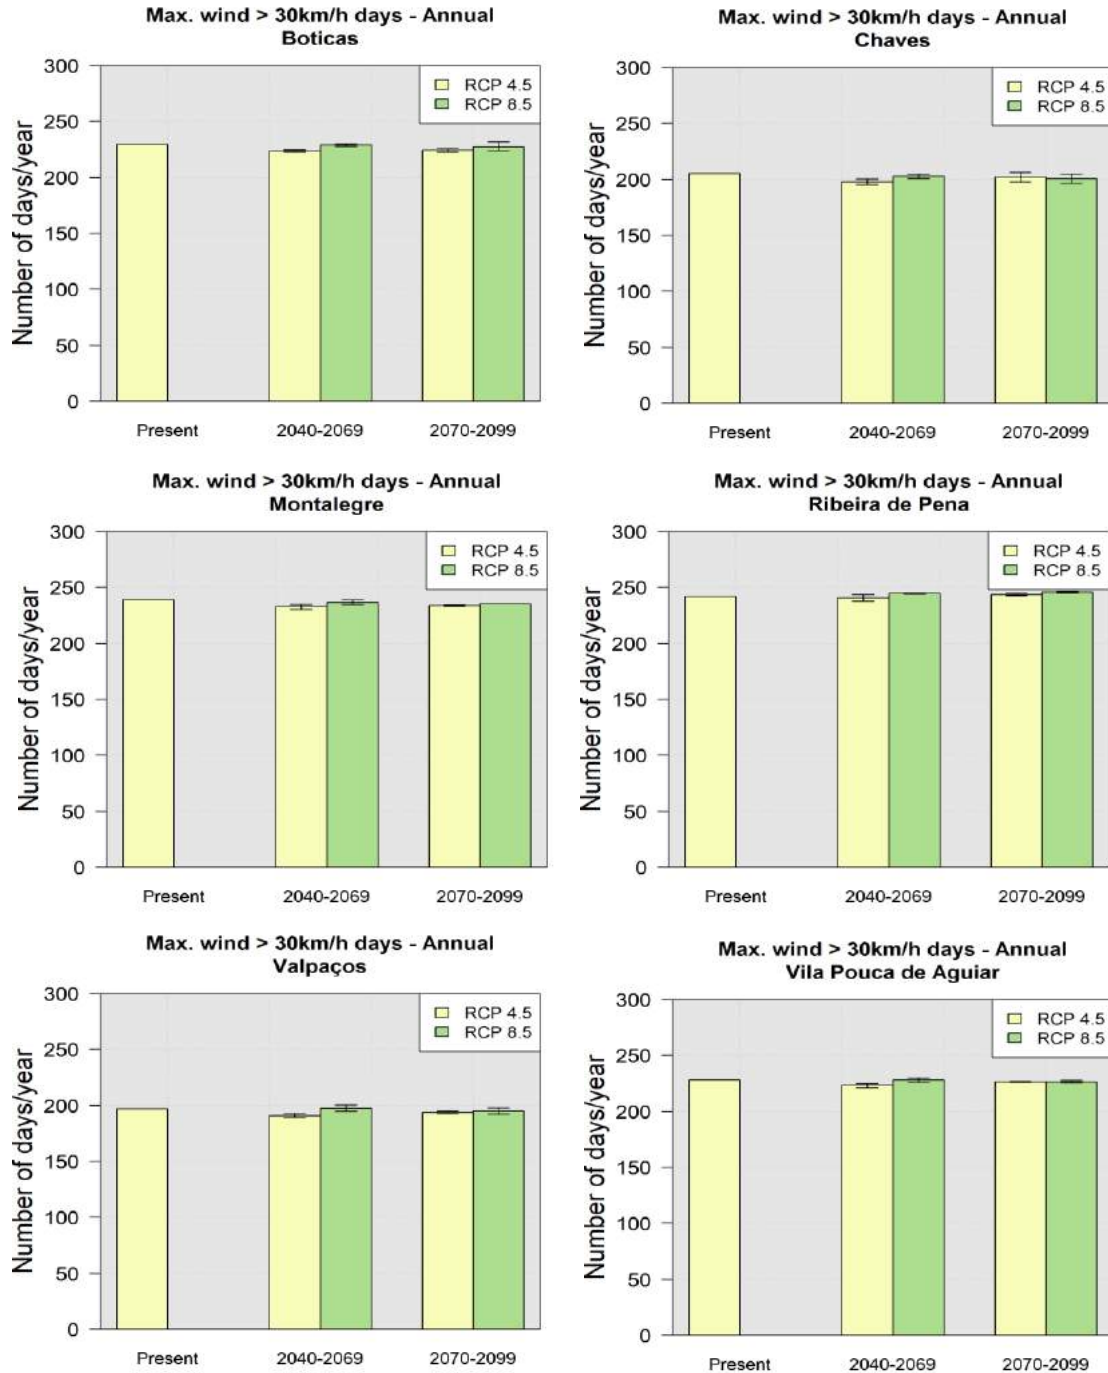 Max. wind > 30km/h days - Annual
Boticas
Number of days/year
300
250
200
150
100
50
0
RCP 4.5
RCP 8.5
Present
2040-2069
2070-2099
Max. wind > 30km/h days - Annual
Chaves
Number of days/year
300
250
200
150
100
50
0
RCP 4.5
RCP 8.5
Present
2040-2069
2070-2099
Max. wind > 30km/h days - Annual
Montalegre
Number of days/year
300
250
200
150
100
50
0
RCP 4.5
RCP 8.5
Present
2040-2069
2070-2099
Max. wind > 30km/h days - Annual
Ribeira de Pena
Number of days/year
300
250
200
150
100
50
0
RCP 4.5
RCP 8.5
Present
2040-2069
2070-2099
Max. wind > 30km/h days - Annual
Valpaços
Number of days/year
300
250
200
150
100
50
0
RCP 4.5
RCP 8.5
Present
2040-2069
2070-2099
Max. wind > 30km/h days - Annual
Vila Pouca de Aguiar
Number of days/year
300
250
200
150
100
50
0
RCP 4.5
RCP 8.5
Present
2040-2069
2070-2099